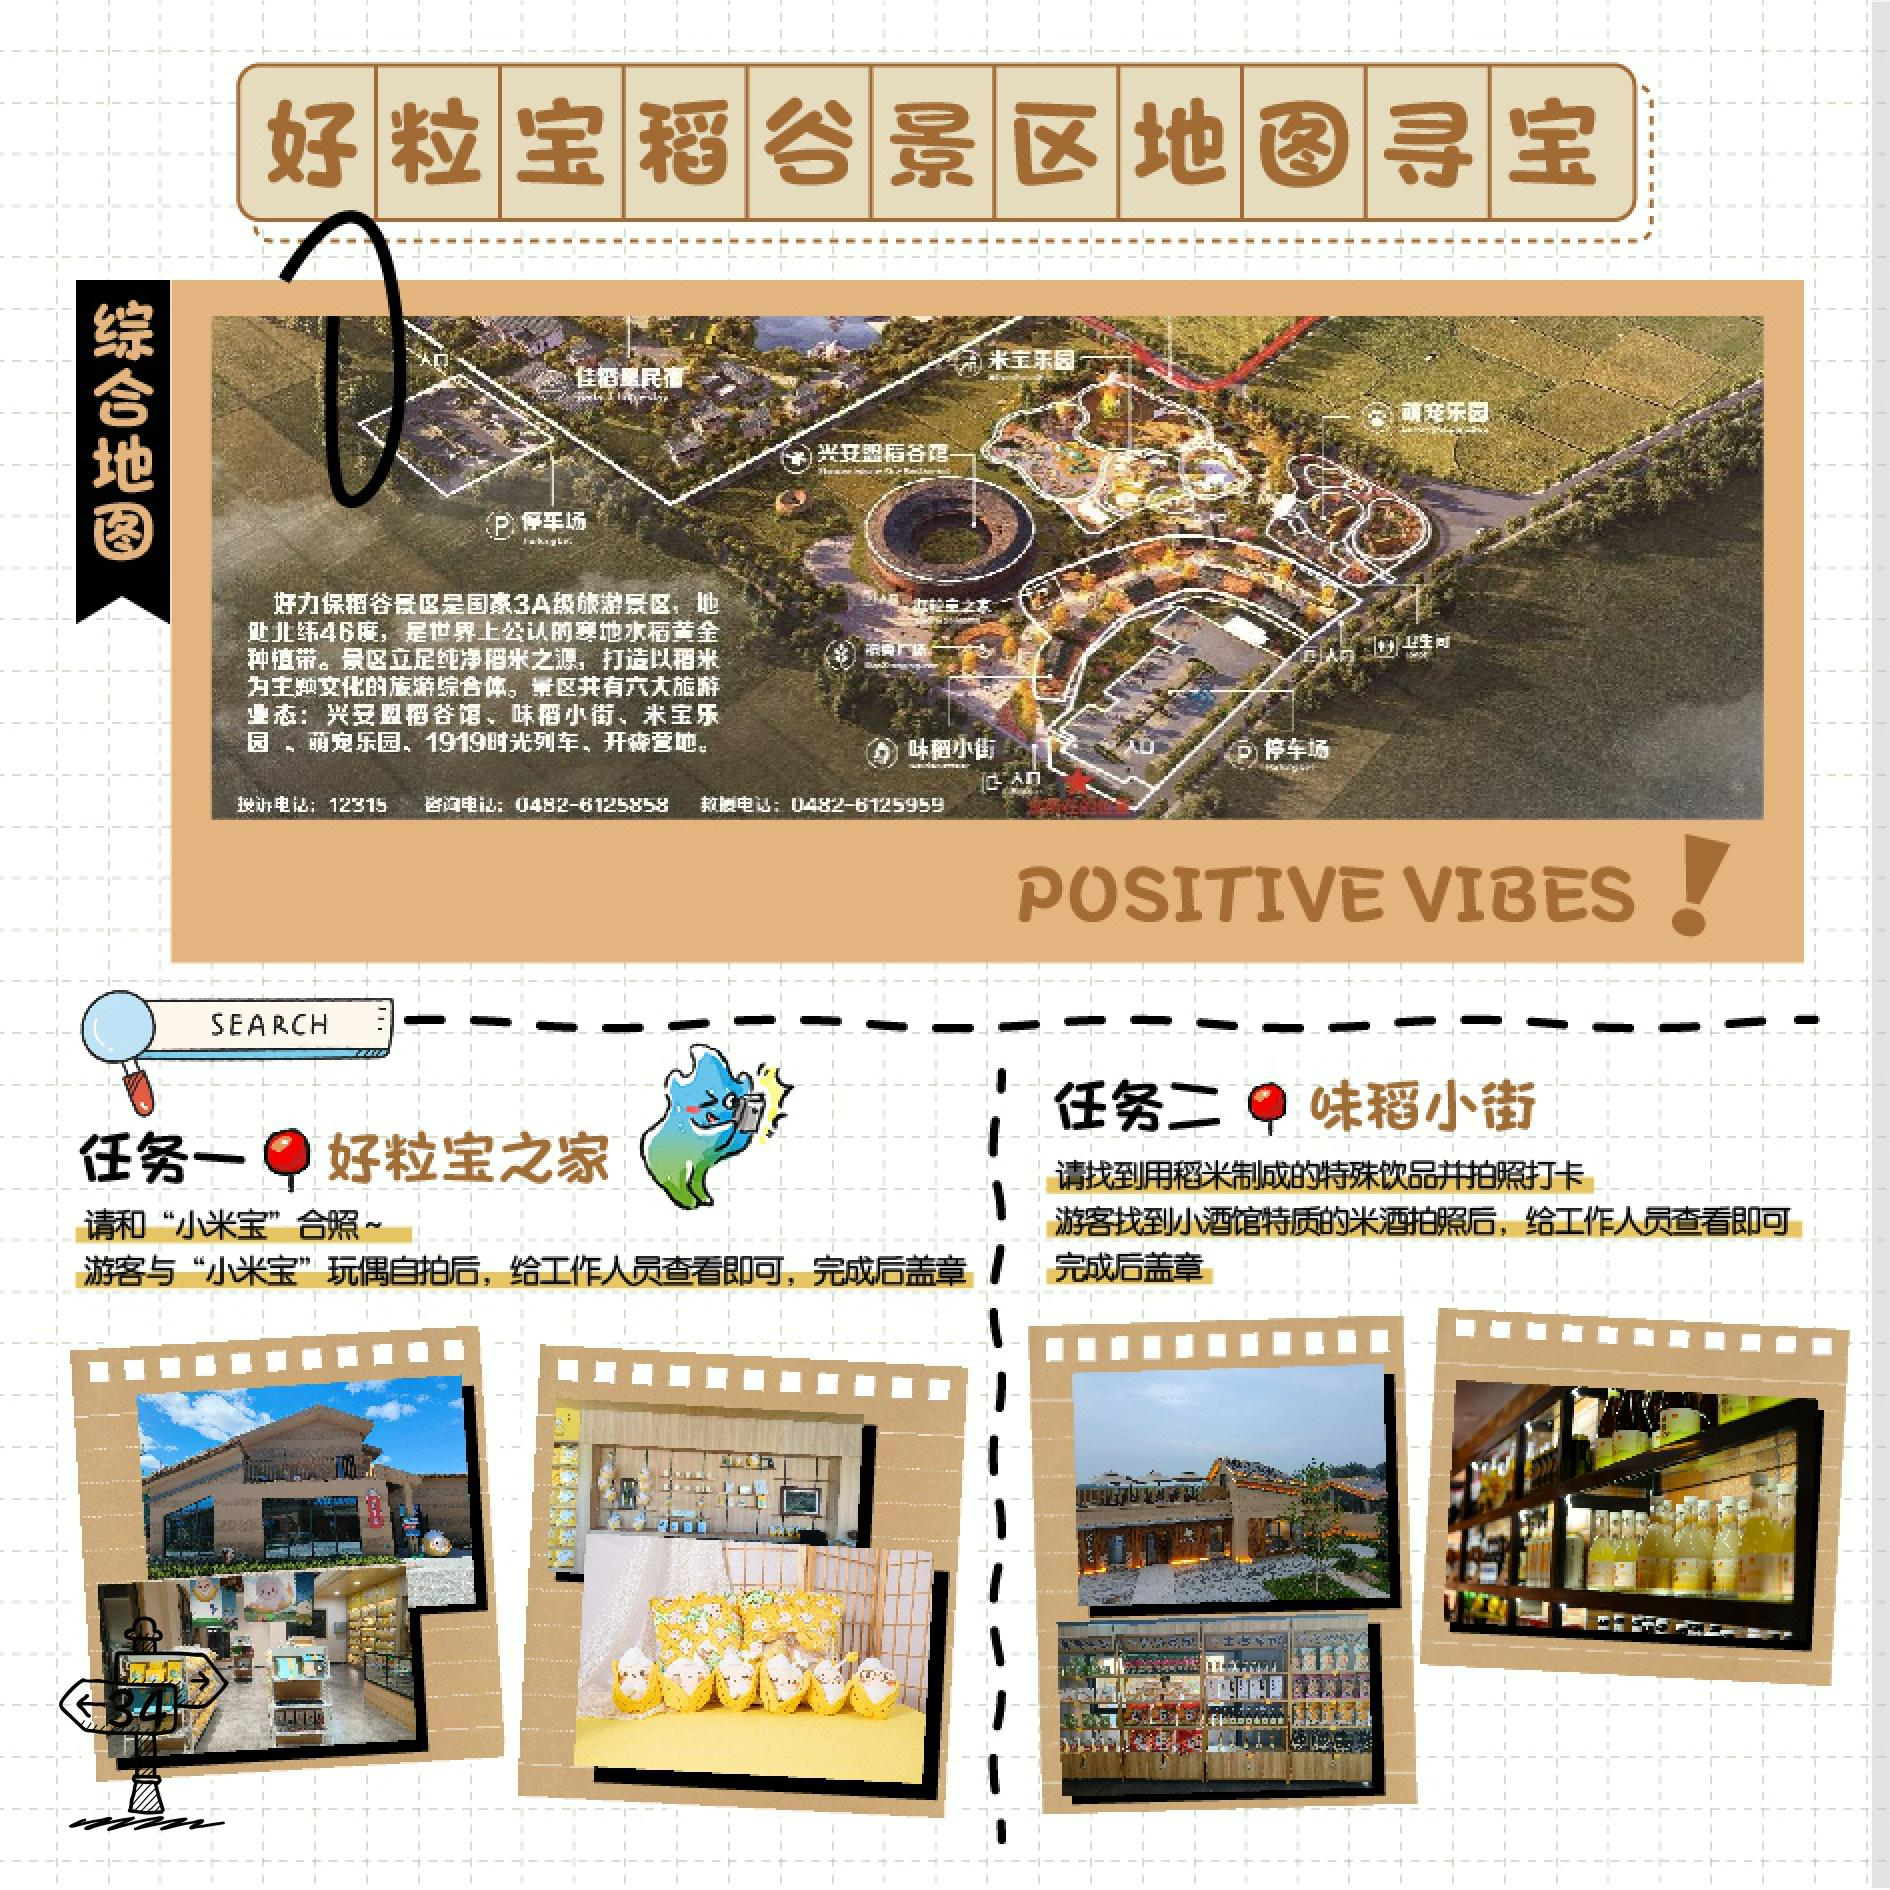 好粒宝稻谷景区地图寻宝
综合地图
入口
佳稻里民宿
米宝乐园
萌宠乐园
兴安盟稻谷馆
P 停车场
好力保稻谷景区是国家3A级旅游景区，地
处北纬46度，是世界上公认的寒地水稻黄金
种植带。景区立足纯净稻米之源，打造以稻米
为主题文化的旅游综合体。景区共有六大旅游
业态：兴安盟稻谷馆、味稻小街、米宝乐
园 、萌宠乐园、1919时光列车、开森营地。
好粒宝之家
卫生间
入口
味稻小街
入口
入口
P 停车场
投诉电话：12315 咨询电话：0482-6125858 救援电话：0482-6125959
POSITIVE VIBES！
SEARCH
任务一 好粒宝之家
请和“小米宝”合照～
游客与“小米宝”玩偶自拍后，给工作人员查看即可，完成后盖章
任务二 味稻小街
请找到用稻米制成的特殊饮品并拍照打卡
游客找到小酒馆特质的米酒拍照后，给工作人员查看即可
完成后盖章
34